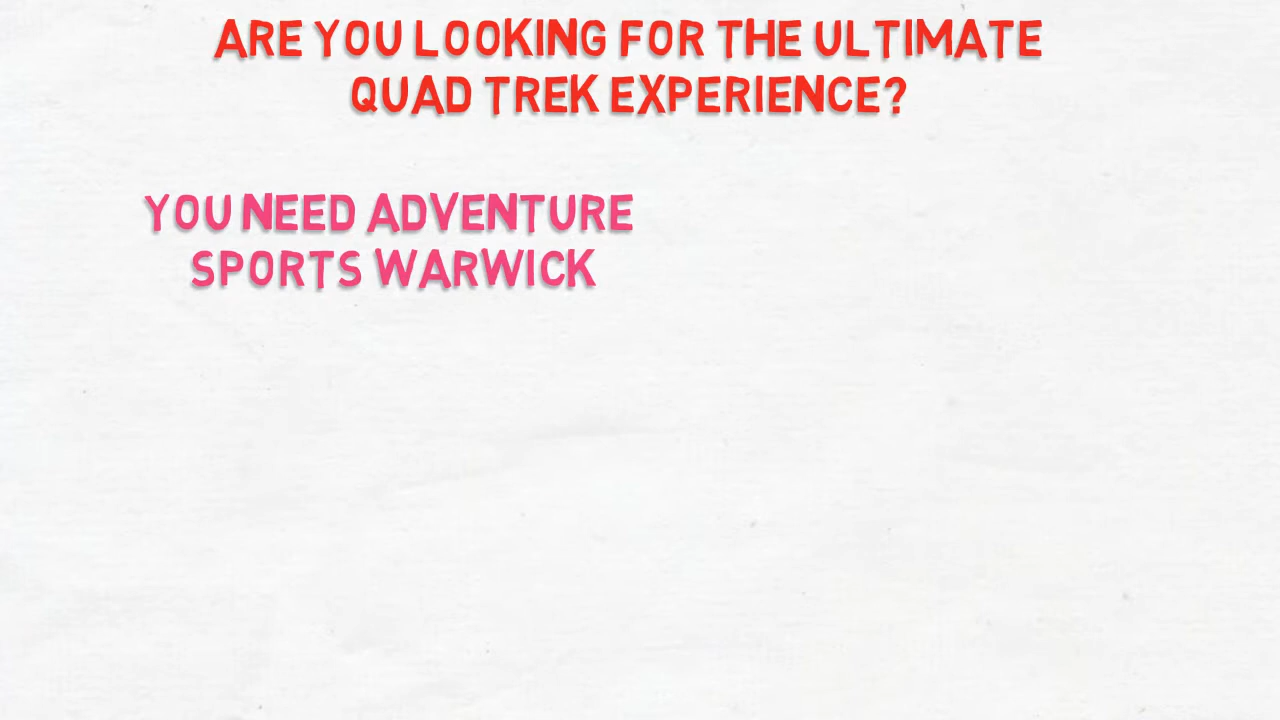 ARE YOU LOOKING FOR THE ULTIMATE
QUAD TREK EXPERIENCE?
YOU NEED ADVENTURE
SPORTS WARWICK